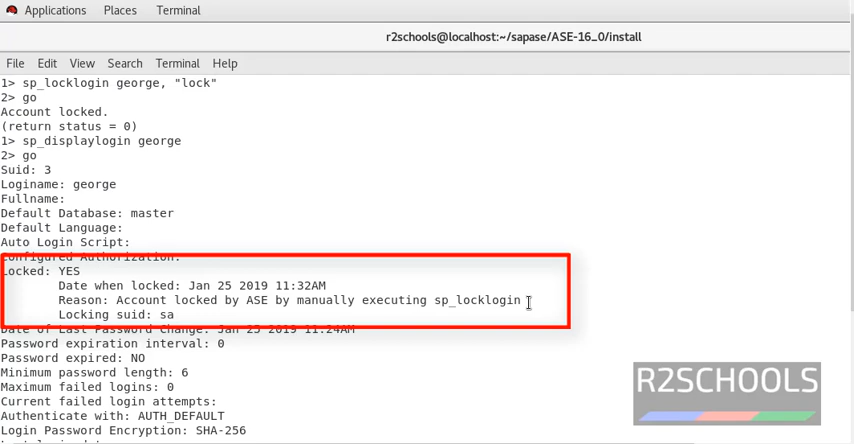 Applications Places Terminal
r2schools@localhost:~/sapase/ASE-16_0/install
File Edit View Search Terminal Help
1> sp_locklogin george, "lock"
2> go
Account locked.
(return status = 0)
1> sp_displaylogin george
2> go
Suid: 3
Loginame: george
Fullname:
Default Database: master
Default Language:
Auto Login Script:
Configured Authorization:
Locked: YES
Date when locked: Jan 25 2019 11:32AM
Reason: Account locked by ASE by manually executing sp_locklogin
Locking suid: sa
Date of Last Password Change: Jan 25 2019 11:24AM
Password expiration interval: 0
Password expired: NO
Minimum password length: 6
Maximum failed logins: 0
Current failed login attempts:
Authenticate with: AUTH_DEFAULT
Login Password Encryption: SHA-256
R2SCHOOLS